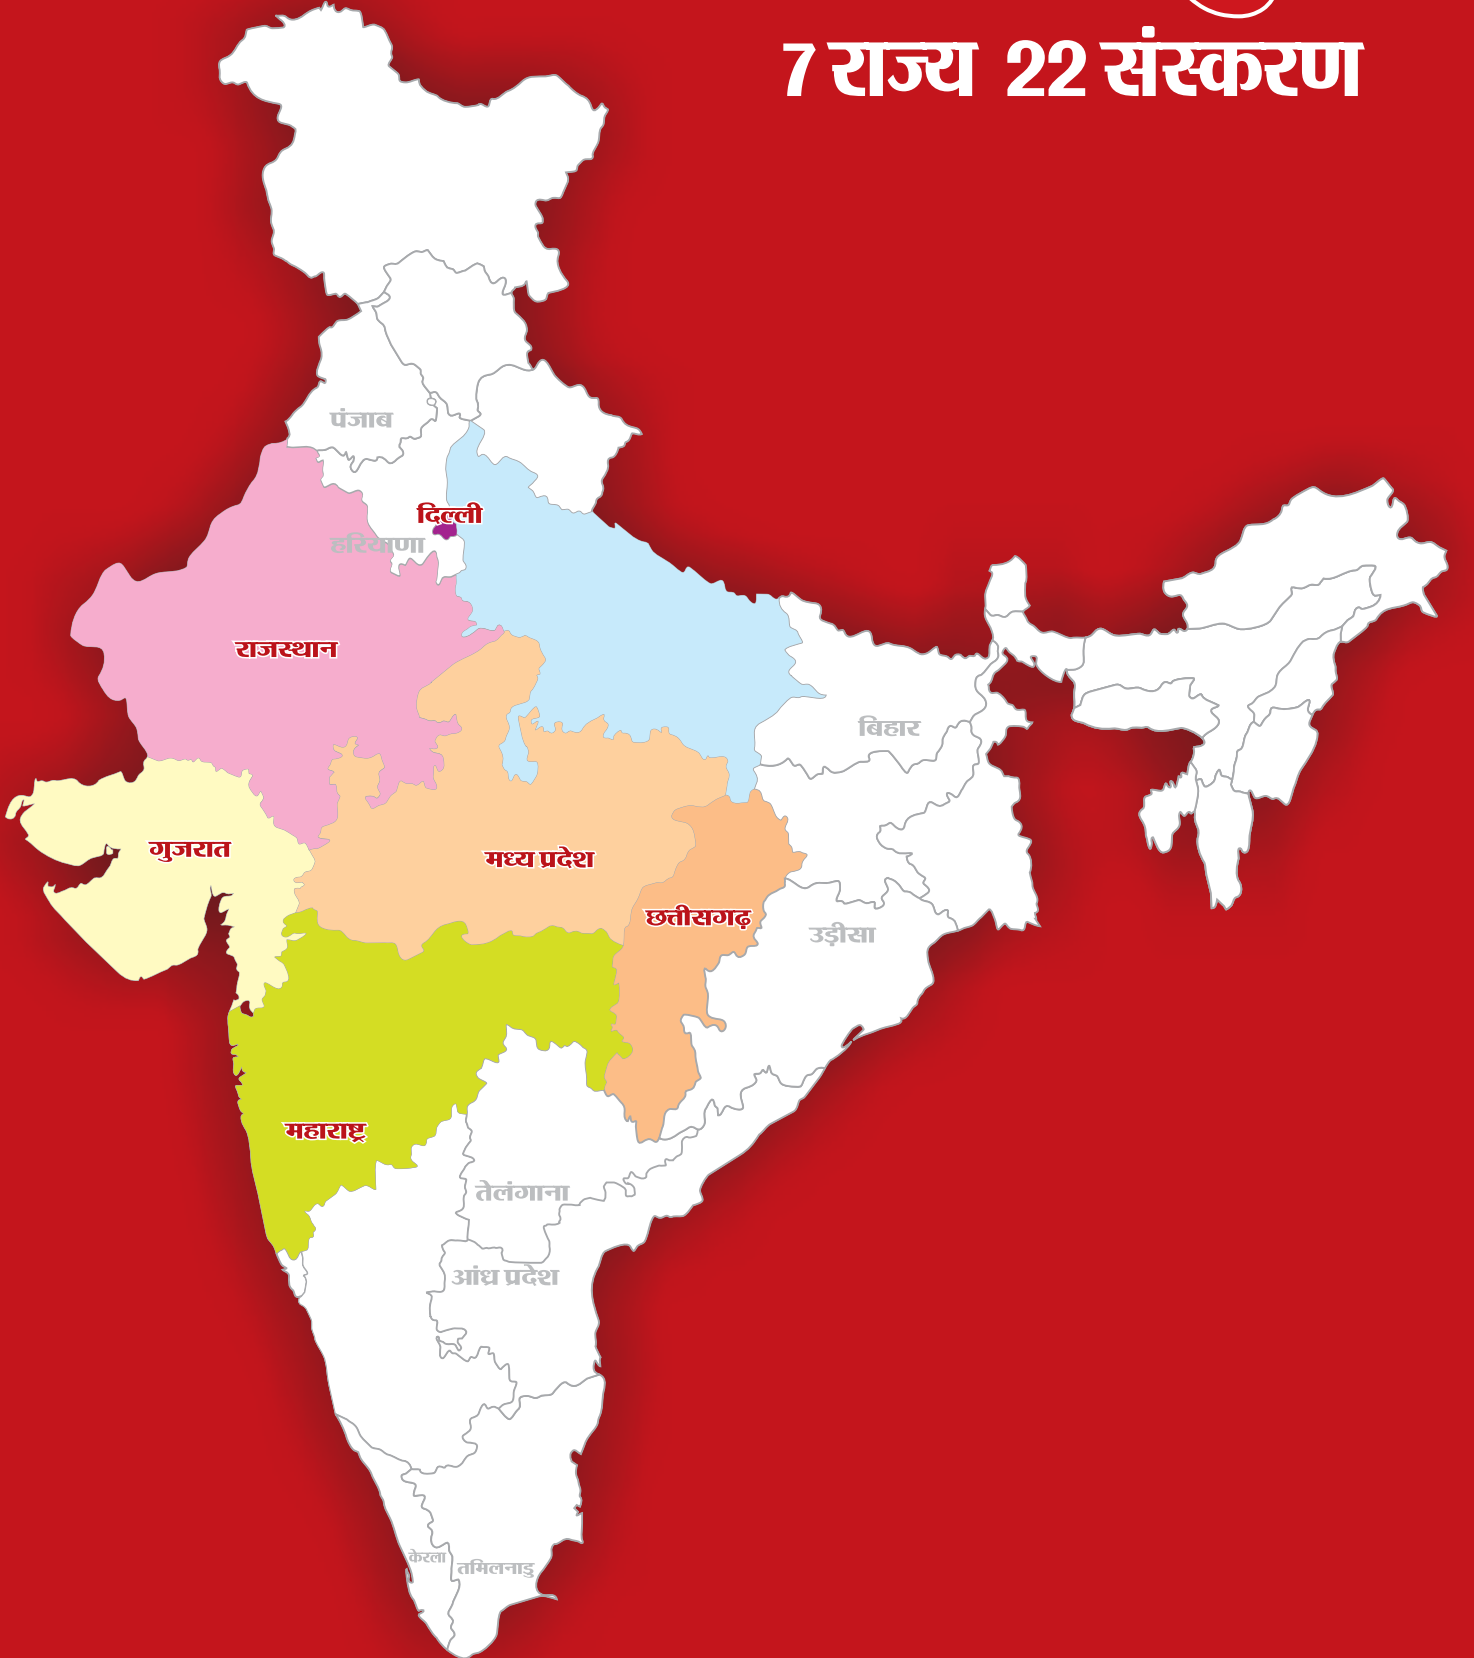 7 राज्य 22 संस्करण
पंजाब
दिल्ली
हरियाणा
राजस्थान
बिहार
गुजरात
मध्य प्रदेश
छत्तीसगढ़
उड़ीसा
महाराष्ट्र
तेलंगाना
आंध्र प्रदेश
केरला
तमिलनाडु